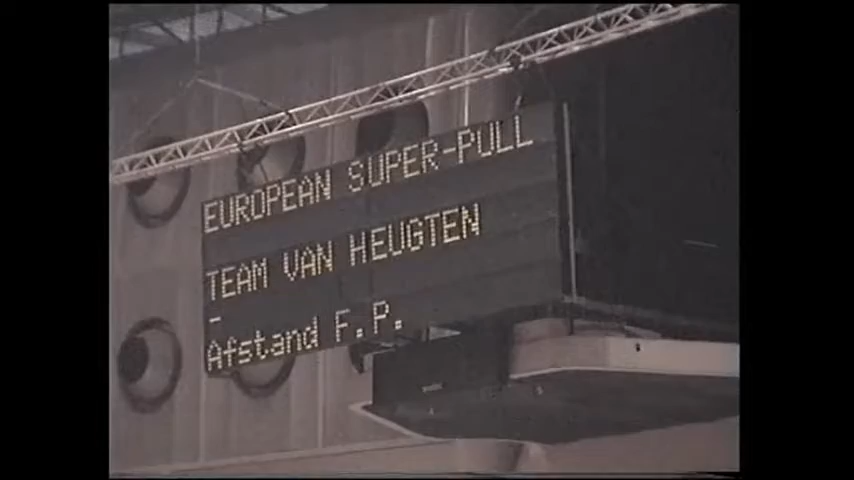 EUROPEAN SUPER-PULL
TEAM VAN HEUGTEN
-
Afstand F.P.